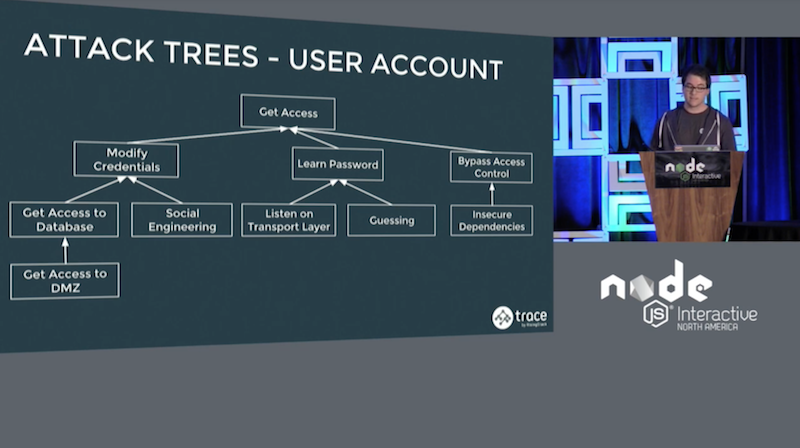 ATTACK TREES - USER ACCOUNT
Get Access
Modify
Credentials
Learn Password
Bypass Access
Control
Get Access to
Database
Social
Engineering
Listen on
Transport Layer
Guessing
Insecure
Dependencies
Get Access to
DMZ
trace
by RisingStack
node
JS Interactive
node
JS Interactive
NORTH AMERICA